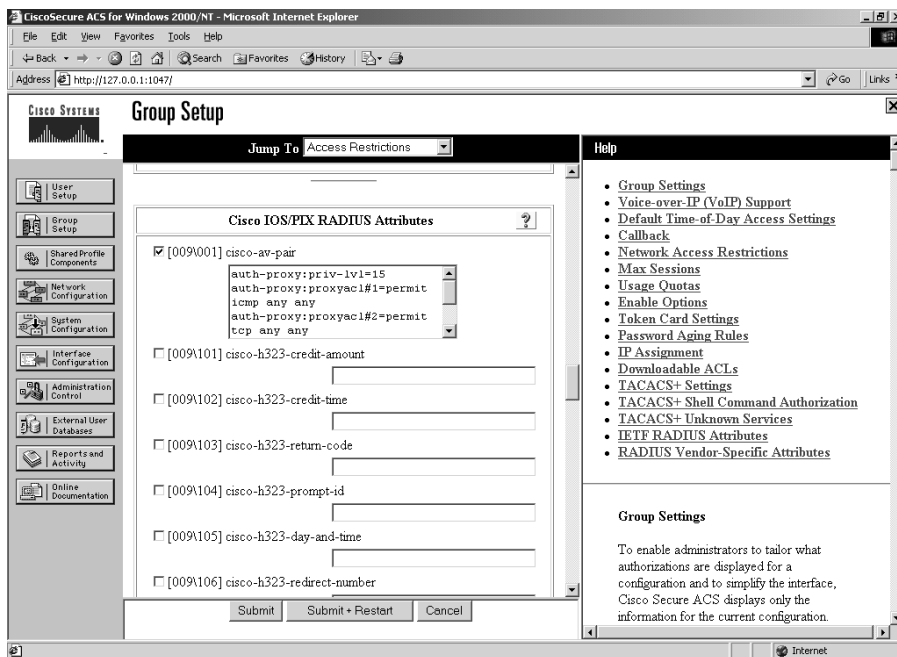 CiscoSecure ACS for Windows 2000/NT - Microsoft Internet Explorer
File Edit View Favorites Tools Help
Back Search Favorites History
Address http://127.0.0.1:1047/ Go Links
CISCO SYSTEMS
Group Setup
Jump To Access Restrictions
User Setup
Group Setup
Shared Profile Components
Network Configuration
System Configuration
Interface Configuration
Administration Control
External User Databases
Reports and Activity
Online Documentation
Cisco IOS/PIX RADIUS Attributes ?
[009\001] cisco-av-pair
auth-proxy:priv-lvl=15
auth-proxy:proxyacl#1=permit
icmp any any
auth-proxy:proxyacl#2=permit
tcp any any
[009\101] cisco-h323-credit-amount
[009\102] cisco-h323-credit-time
[009\103] cisco-h323-return-code
[009\104] cisco-h323-prompt-id
[009\105] cisco-h323-day-and-time
[009\106] cisco-h323-redirect-number
Submit Submit + Restart Cancel
Help
Group Settings
Voice-over-IP (VoIP) Support
Default Time-of-Day Access Settings
Callback
Network Access Restrictions
Max Sessions
Usage Quotas
Enable Options
Token Card Settings
Password Aging Rules
IP Assignment
Downloadable ACLs
TACACS+ Settings
TACACS+ Shell Command Authorization
TACACS+ Unknown Services
IETF RADIUS Attributes
RADIUS Vendor-Specific Attributes
Group Settings
To enable administrators to tailor what
authorizations are displayed for a
configuration and to simplify the interface,
Cisco Secure ACS displays only the
information for the current configuration.
Internet